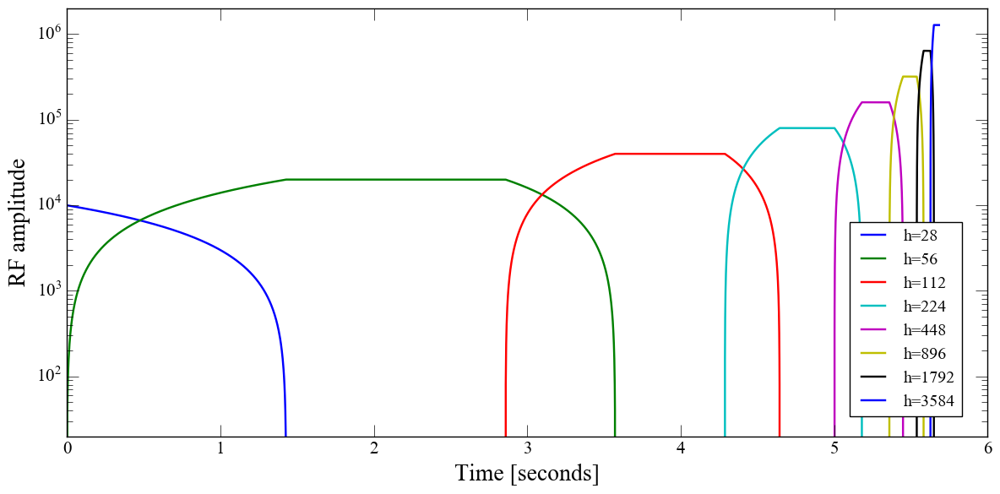 RF amplitude
10^6
10^5
10^4
10^3
10^2
h=28
h=56
h=112
h=224
h=448
h=896
h=1792
h=3584
0 1 2 3 4 5 6
Time [seconds]